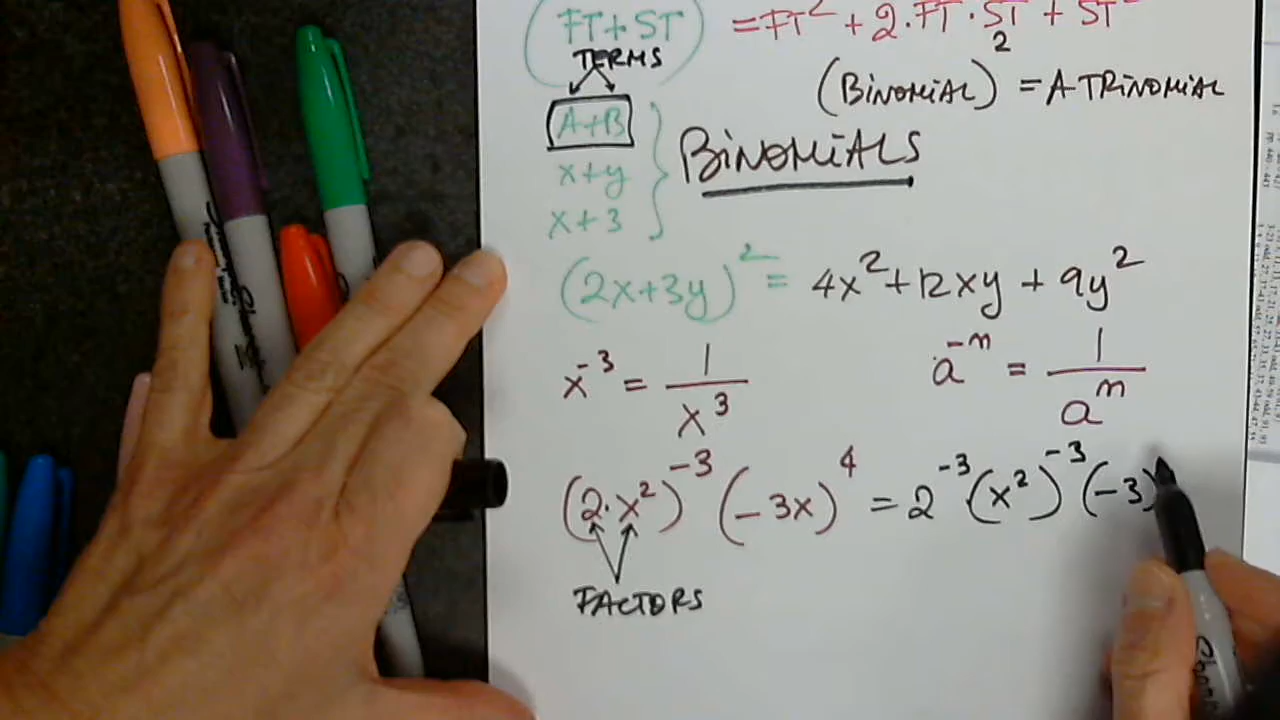 (FT+ST) = FT² + 2·FT·ST + ST²
TERMS
(BINOMIAL)² = A TRINOMIAL
A+B
x+y
x+3
BINOMIALS
(2x+3y)² = 4x²+12xy + 9y²
x⁻³ = 1/x³
a⁻ⁿ = 1/aⁿ
(2·x²)⁻³ (-3x)⁴ = 2⁻³(x²)⁻³(-3)
FACTORS